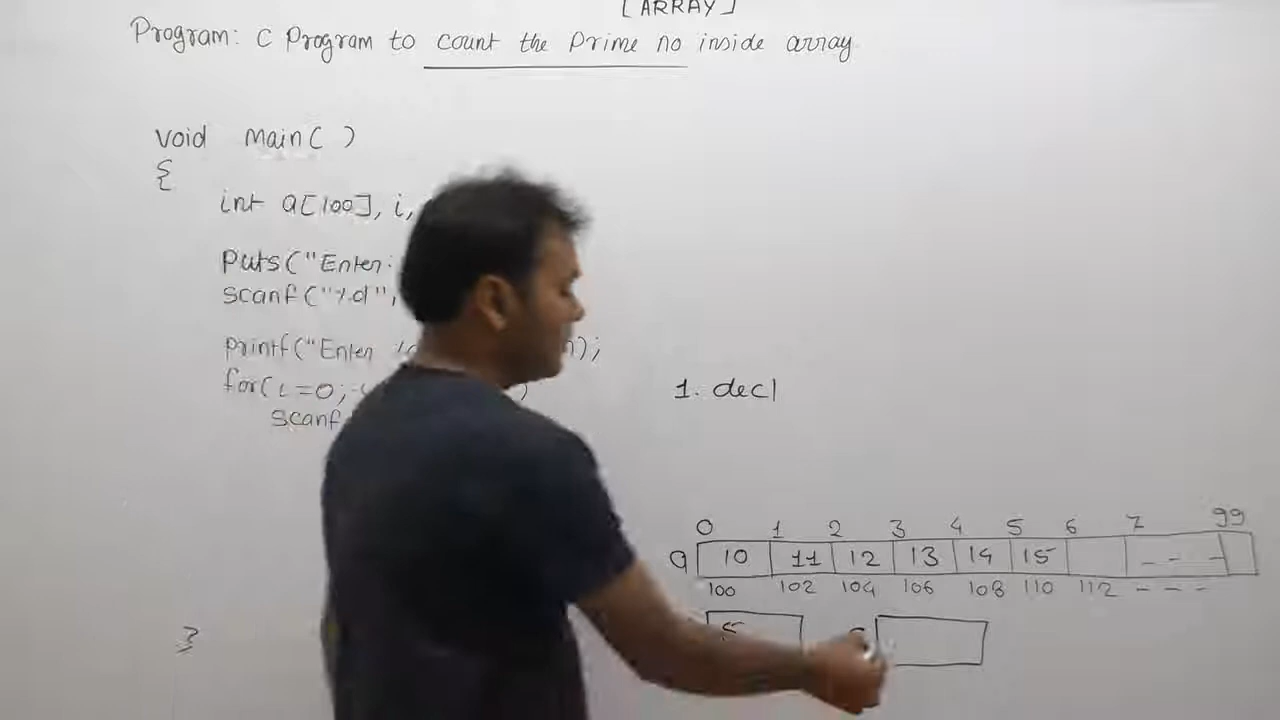 [ARRAY]
Program: C Program to count the Prime no inside array
void main( )
{
int a[100], i,
Puts("Enter
scanf("%d",
printf("Enter n);
for(i=0; )
scanf
}
1. decl
0 1 2 3 4 5 6 7 99
a 10 11 12 13 14 15 - - -
100 102 104 106 108 110 112 - - -
5